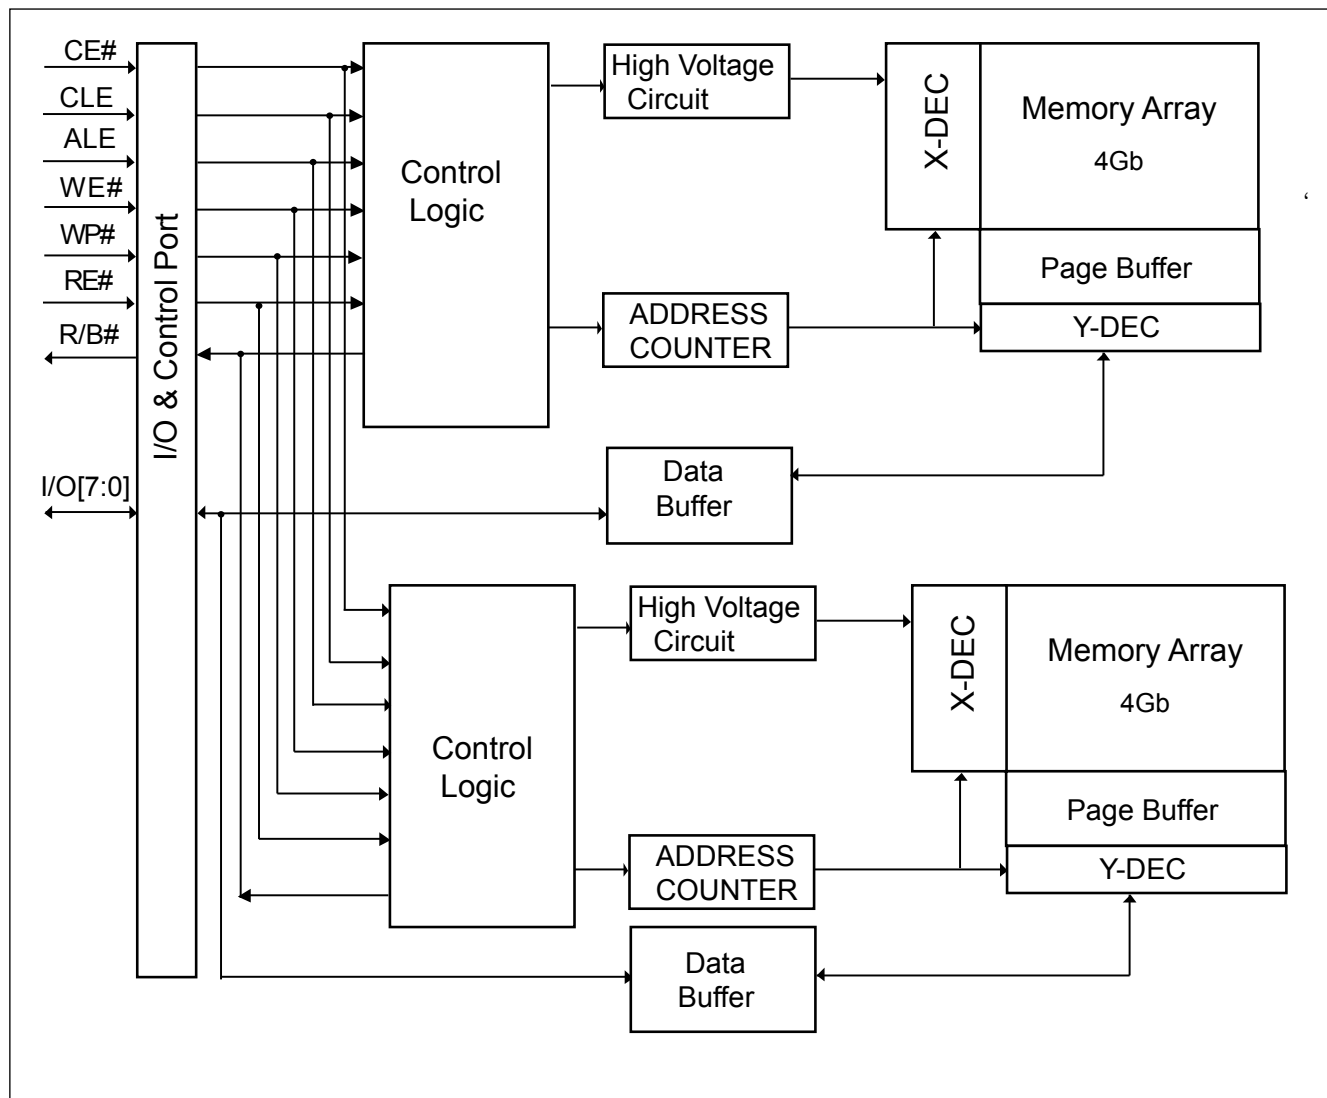 CE#
CLE
ALE
WE#
WP#
RE#
R/B#
I/O[7:0]
I/O & Control Port
Control
Logic
High Voltage
Circuit
X-DEC
Memory Array
4Gb
Page Buffer
Y-DEC
ADDRESS
COUNTER
Data
Buffer
‘
Control
Logic
High Voltage
Circuit
X-DEC
Memory Array
4Gb
Page Buffer
Y-DEC
ADDRESS
COUNTER
Data
Buffer